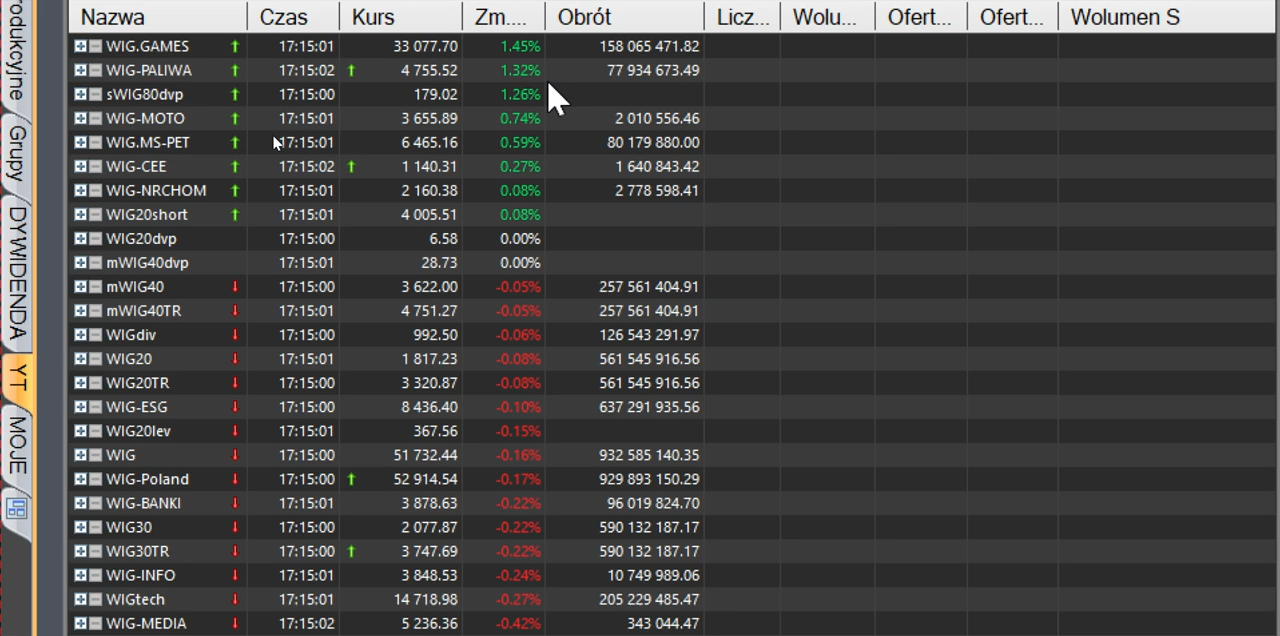 Nazwa Czas Kurs Zm.... Obrót Licz... Wolu... Ofert... Ofert... Wolumen S
WIG.GAMES 17:15:01 33 077.70 1.45% 158 065 471.82
WIG-PALIWA 17:15:02 4 755.52 1.32% 77 934 673.49
sWIG80dvp 17:15:00 179.02 1.26%
WIG-MOTO 17:15:01 3 655.89 0.74% 2 010 556.46
WIG.MS-PET 17:15:01 6 465.16 0.59% 80 179 880.00
WIG-CEE 17:15:02 1 140.31 0.27% 1 640 843.42
WIG-NRCHOM 17:15:01 2 160.38 0.08% 2 778 598.41
WIG20short 17:15:01 4 005.51 0.08%
WIG20dvp 17:15:00 6.58 0.00%
mWIG40dvp 17:15:01 28.73 0.00%
mWIG40 17:15:00 3 622.00 -0.05% 257 561 404.91
mWIG40TR 17:15:01 4 751.27 -0.05% 257 561 404.91
WIGdiv 17:15:00 992.50 -0.06% 126 543 291.97
WIG20 17:15:01 1 817.23 -0.08% 561 545 916.56
WIG20TR 17:15:00 3 320.87 -0.08% 561 545 916.56
WIG-ESG 17:15:00 8 436.40 -0.10% 637 291 935.56
WIG20lev 17:15:01 367.56 -0.15%
WIG 17:15:00 51 732.44 -0.16% 932 585 140.35
WIG-Poland 17:15:00 52 914.54 -0.17% 929 893 150.29
WIG-BANKI 17:15:01 3 878.63 -0.22% 96 019 824.70
WIG30 17:15:00 2 077.87 -0.22% 590 132 187.17
WIG30TR 17:15:00 3 747.69 -0.22% 590 132 187.17
WIG-INFO 17:15:01 3 848.53 -0.24% 10 749 989.06
WIGtech 17:15:01 14 718.98 -0.27% 205 229 485.47
WIG-MEDIA 17:15:02 5 236.36 -0.42% 343 044.47
rodukcyjne
Grupy
DYWIDENDA
YT
MOJE